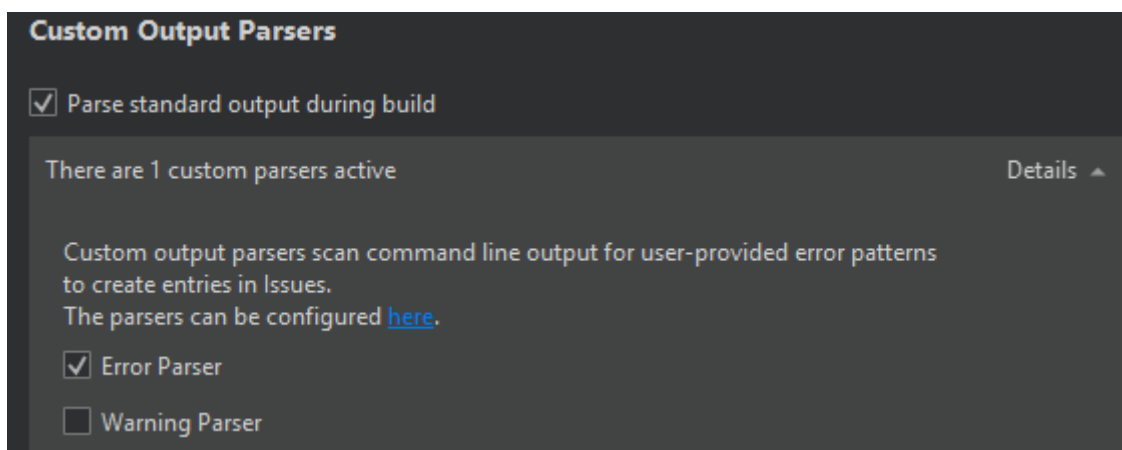 Custom Output Parsers
Parse standard output during build
There are 1 custom parsers active
Details
Custom output parsers scan command line output for user-provided error patterns
to create entries in Issues.
The parsers can be configured here.
Error Parser
Warning Parser